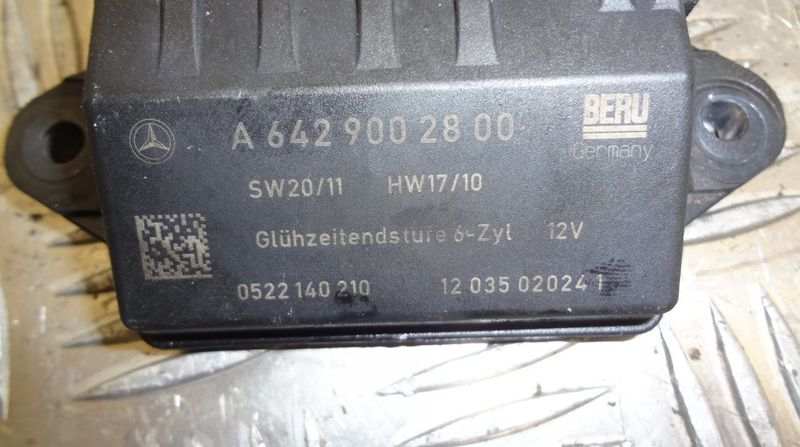 A 642 900 28 00
BERU
Germany
SW20/11 HW17/10
Glühzeitendstufe 6-Zyl 12V
0522 140 210 12 035 02024 1